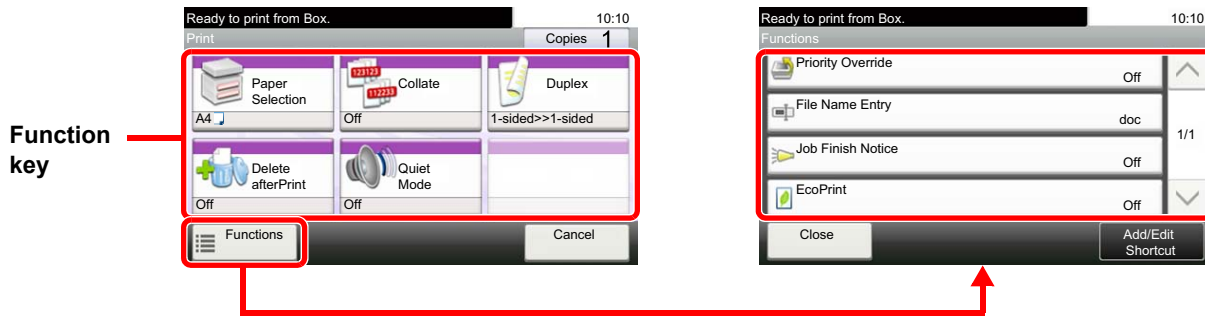 Ready to print from Box.
10:10
Print
Copies 1
123123
112233
Paper
Selection
A4
Collate
Off
Duplex
1-sided>>1-sided
Function
key
Delete
afterPrint
Off
Quiet
Mode
Off
Functions
Cancel
Ready to print from Box.
10:10
Functions
Priority Override
Off
File Name Entry
doc
1/1
Job Finish Notice
Off
EcoPrint
Off
Close
Add/Edit
Shortcut